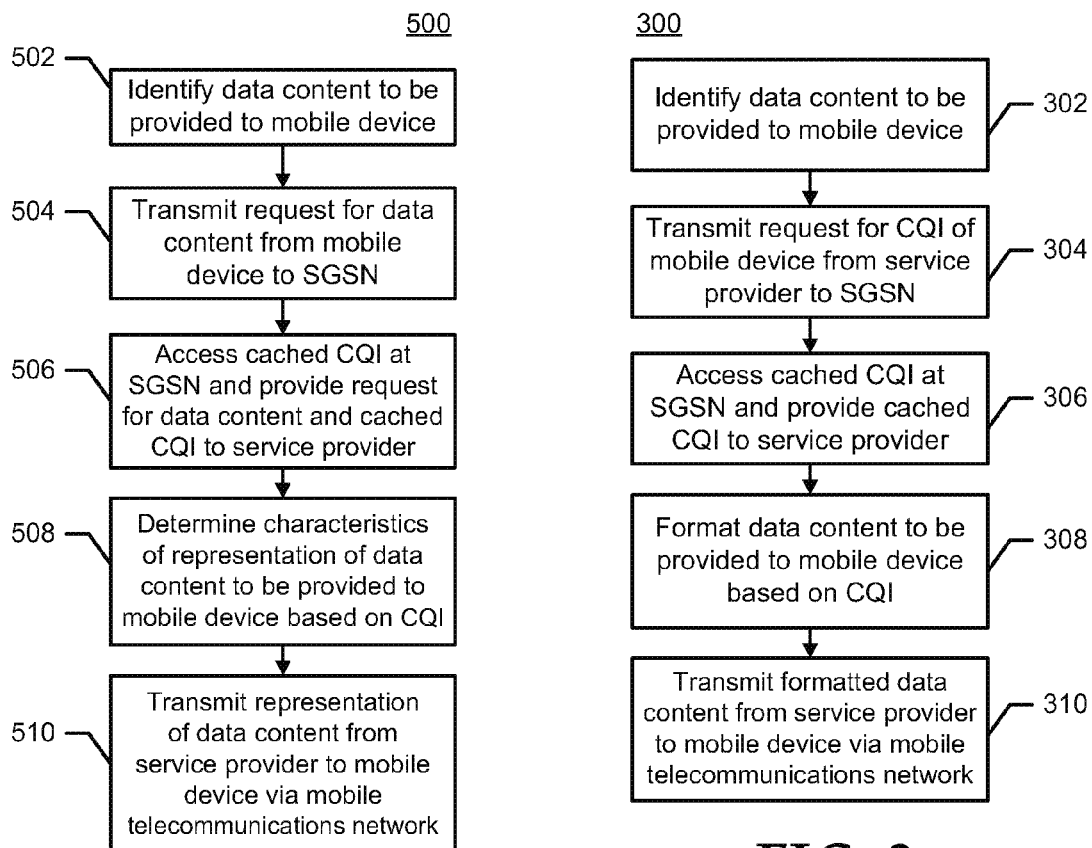 500
502
Identify data content to be
provided to mobile device
504
Transmit request for data
content from mobile
device to SGSN
506
Access cached CQI at
SGSN and provide request
for data content and cached
CQI to service provider
508
Determine characteristics
of representation of data
content to be provided to
mobile device based on CQI
510
Transmit representation
of data content from
service provider to mobile
device via mobile
telecommunications network
300
Identify data content to be
provided to mobile device
302
Transmit request for CQI of
mobile device from service
provider to SGSN
304
Access cached CQI at
SGSN and provide cached
CQI to service provider
306
Format data content to be
provided to mobile device
based on CQI
308
Transmit formatted data
content from service provider
to mobile device via mobile
telecommunications network
310